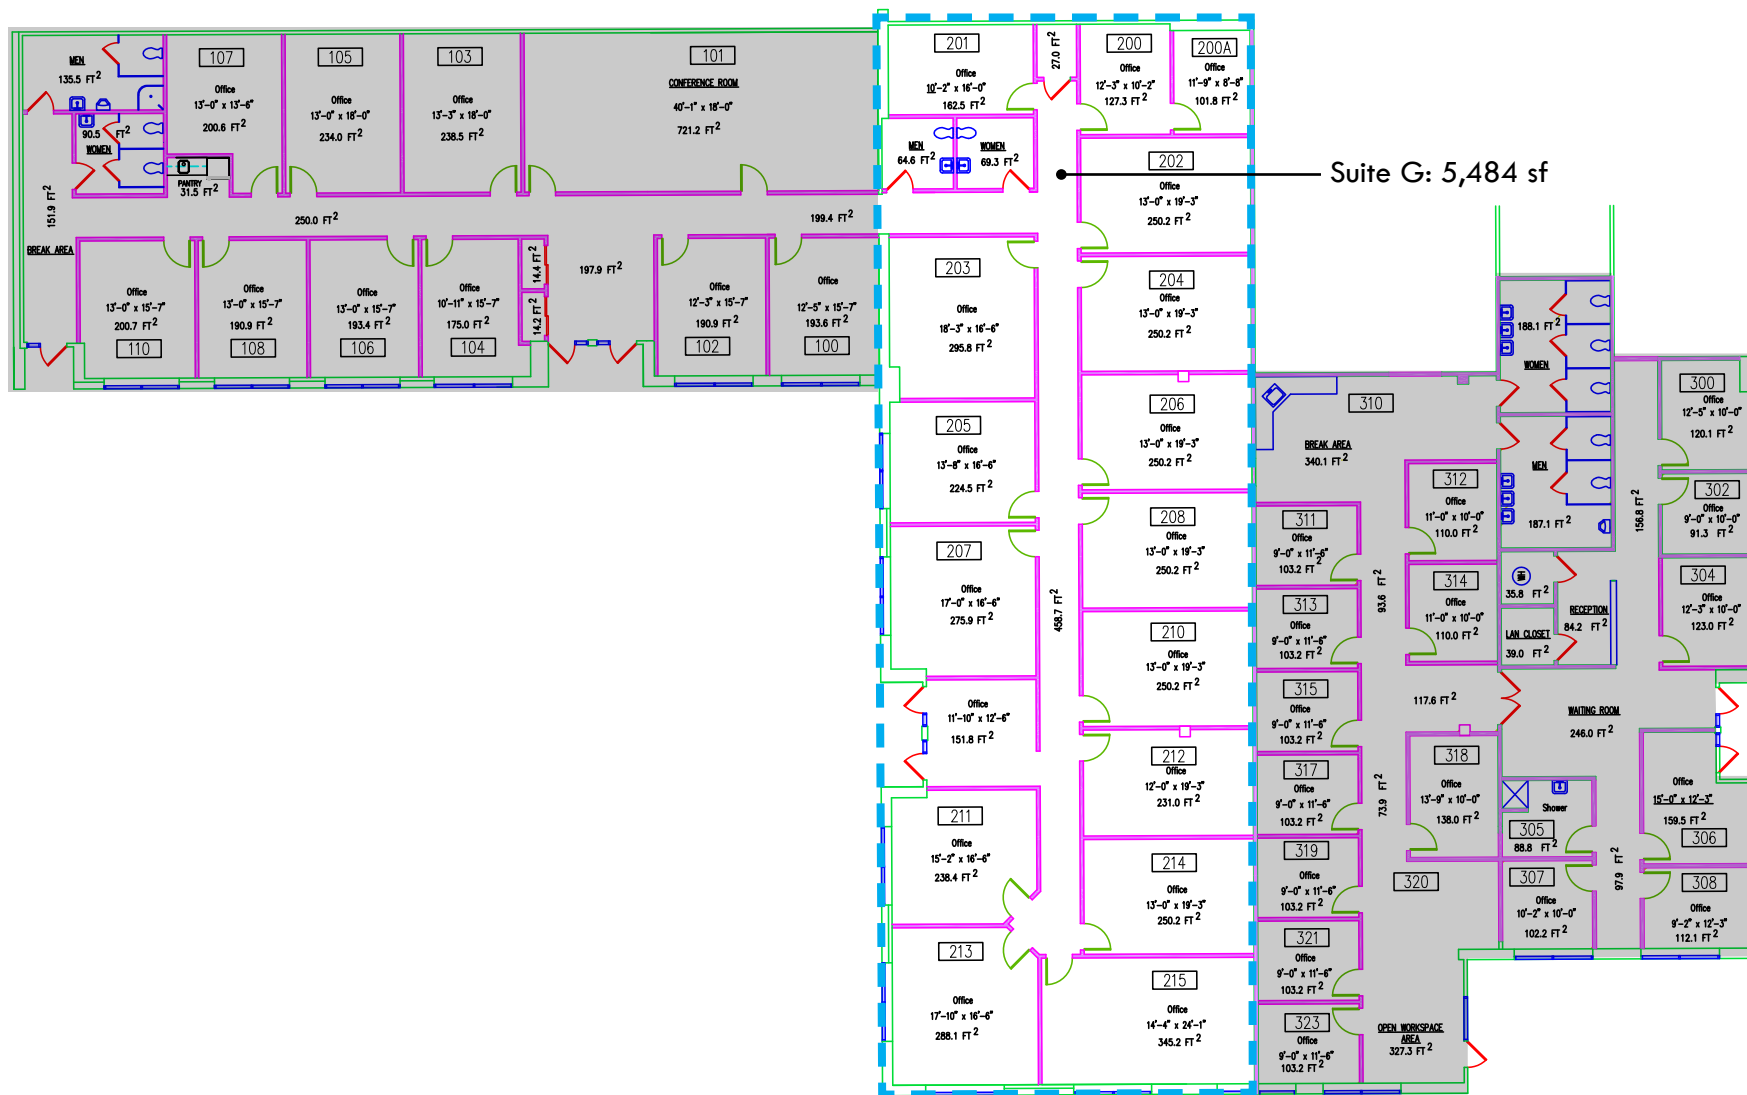 MEN
135.5 FT2
107
Office
13'-0" x 13'-6"
200.6 FT2
105
Office
13'-0" x 18'-0"
234.0 FT2
103
Office
13'-3" x 18'-0"
238.5 FT2
101
CONFERENCE ROOM
40'-1" x 18'-0"
721.2 FT2
90.5 FT2
WOMEN
PANTRY
31.5 FT2
151.9 FT2
BREAK AREA
250.0 FT2
199.4 FT2
Office
13'-0" x 15'-7"
200.7 FT2
110
Office
13'-0" x 15'-7"
190.9 FT2
108
Office
13'-0" x 15'-7"
193.4 FT2
106
Office
10'-11" x 15'-7"
175.0 FT2
104
14.4 FT2
14.2 FT2
197.9 FT2
Office
12'-3" x 15'-7"
190.9 FT2
102
Office
12'-5" x 15'-7"
193.6 FT2
100
201
Office
10'-2" x 16'-0"
162.5 FT2
27.0 FT2
200
Office
12'-3" x 10'-2"
127.3 FT2
200A
Office
11'-9" x 8'-8"
101.8 FT2
MEN
64.6 FT2
WOMEN
69.3 FT2
202
Office
13'-0" x 19'-3"
250.2 FT2
Suite G: 5,484 sf
203
Office
18'-3" x 16'-6"
295.8 FT2
204
Office
13'-0" x 19'-3"
250.2 FT2
205
Office
13'-8" x 16'-6"
224.5 FT2
206
Office
13'-0" x 19'-3"
250.2 FT2
207
Office
17'-0" x 16'-6"
275.9 FT2
208
Office
13'-0" x 19'-3"
250.2 FT2
458.7 FT2
210
Office
13'-0" x 19'-3"
250.2 FT2
Office
11'-10" x 12'-6"
151.8 FT2
212
Office
12'-0" x 19'-3"
231.0 FT2
211
Office
15'-2" x 16'-6"
238.4 FT2
214
Office
13'-0" x 19'-3"
250.2 FT2
213
Office
17'-10" x 16'-6"
288.1 FT2
215
Office
14'-4" x 24'-1"
345.2 FT2
310
BREAK AREA
340.1 FT2
188.1 FT2
WOMEN
MEN
187.1 FT2
300
Office
12'-5" x 10'-0"
120.1 FT2
302
Office
9'-0" x 10'-0"
91.3 FT2
156.8 FT2
304
Office
12'-3" x 10'-0"
123.0 FT2
312
Office
11'-0" x 10'-0"
110.0 FT2
311
Office
9'-0" x 11'-6"
103.2 FT2
93.6 FT2
314
Office
11'-0" x 10'-0"
110.0 FT2
313
Office
9'-0" x 11'-6"
103.2 FT2
35.8 FT2
RECEPTION
84.2 FT2
LAN CLOSET
39.0 FT2
315
Office
9'-0" x 11'-6"
103.2 FT2
117.6 FT2
WAITING ROOM
246.0 FT2
317
Office
9'-0" x 11'-6"
103.2 FT2
73.9 FT2
318
Office
13'-9" x 10'-0"
138.0 FT2
Shower
305
88.8 FT2
Office
15'-0" x 12'-3"
159.5 FT2
306
319
Office
9'-0" x 11'-6"
103.2 FT2
320
307
Office
10'-2" x 10'-0"
102.2 FT2
97.9 FT2
308
Office
9'-2" x 12'-3"
112.1 FT2
321
Office
9'-0" x 11'-6"
103.2 FT2
323
Office
9'-0" x 11'-6"
103.2 FT2
OPEN WORKSPACE
AREA
327.3 FT2